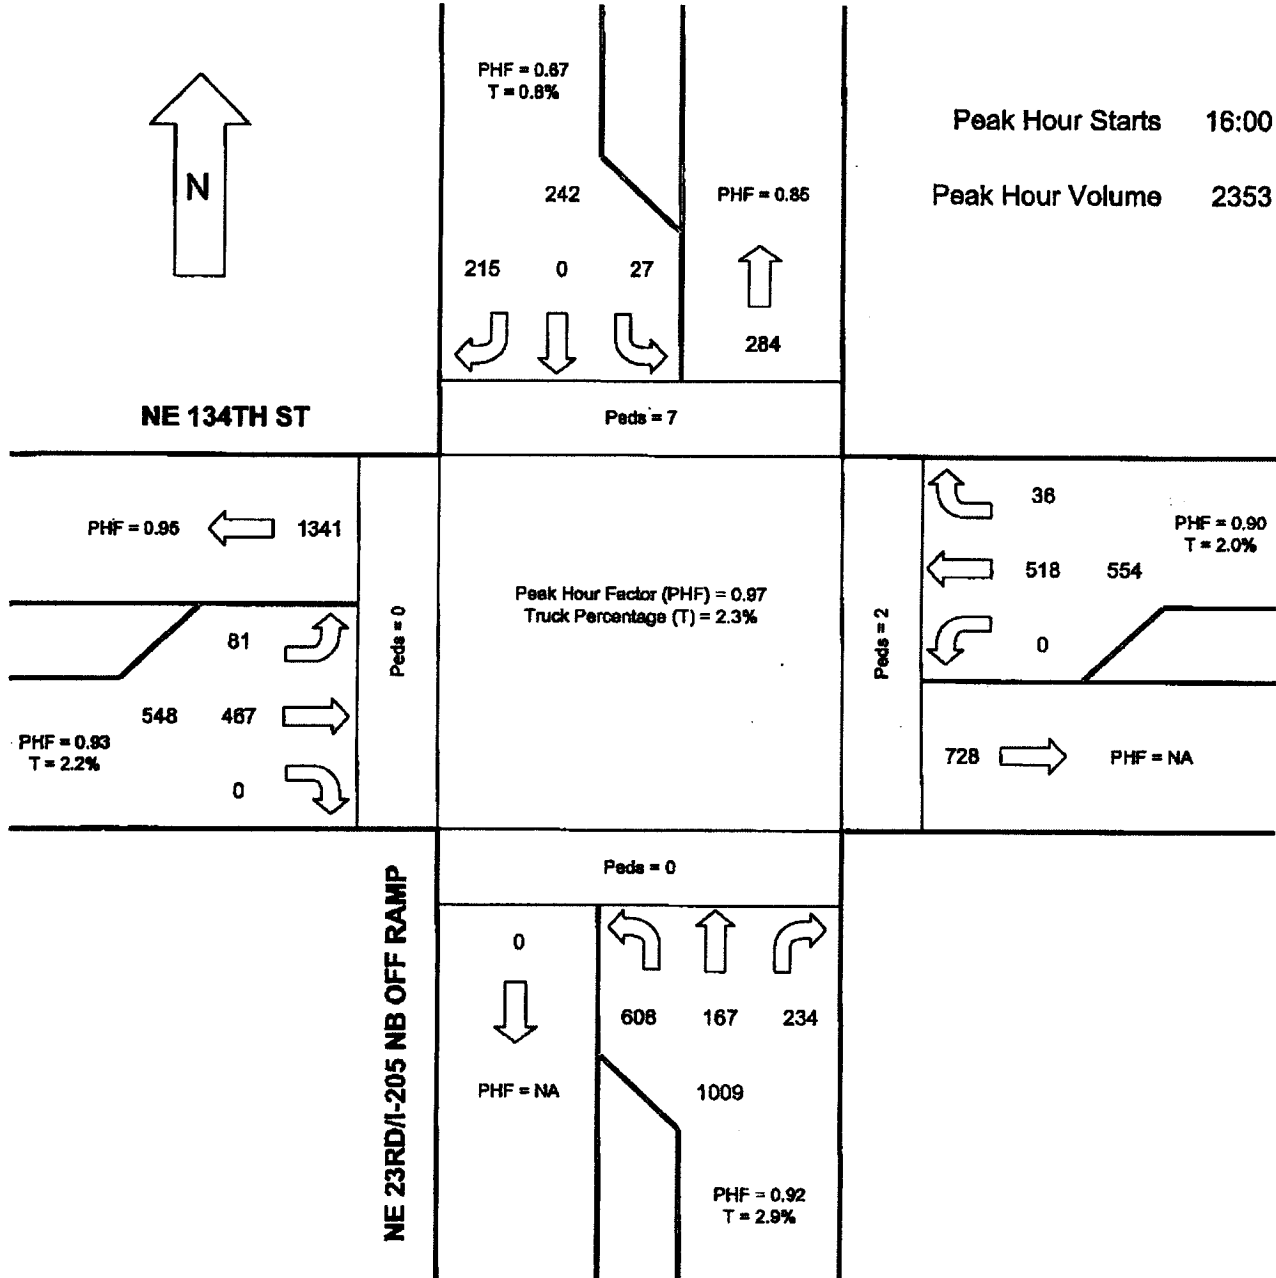 PHF = 0.67
T = 0.8%
Peak Hour Starts 16:00
N
242
PHF = 0.85
Peak Hour Volume 2353
215 0 27
284
NE 134TH ST
Peds = 7
36
PHF = 0.95 1341
PHF = 0.90
T = 2.0%
518 554
Peak Hour Factor (PHF) = 0.97
Truck Percentage (T) = 2.3%
Peds = 0
Peds = 2
81
0
548 467
PHF = 0.93
T = 2.2%
728 PHF = NA
0
Peds = 0
NE 23RD/I-205 NB OFF RAMP
0
608 167 234
PHF = NA
1009
PHF = 0.92
T = 2.9%